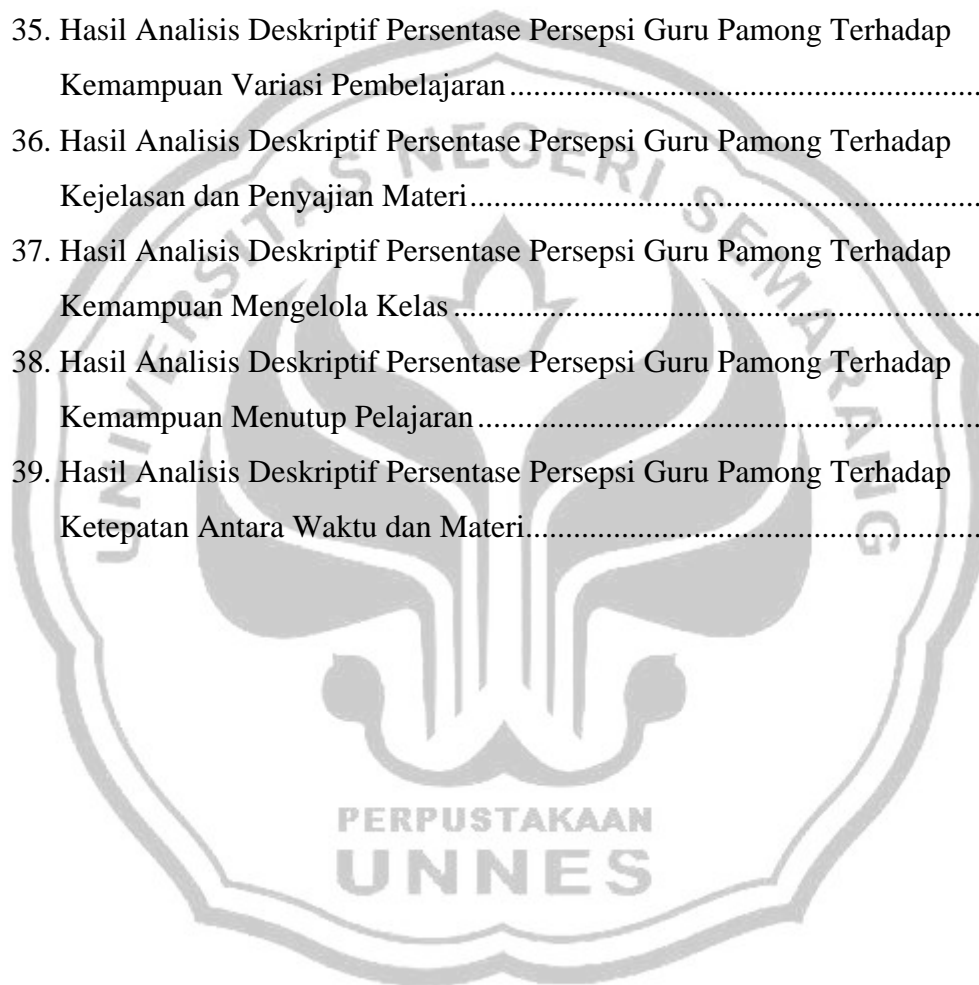 35. Hasil Analisis Deskriptif Persentase Persepsi Guru Pamong Terhadap
Kemampuan Variasi Pembelajaran...........................................................
36. Hasil Analisis Deskriptif Persentase Persepsi Guru Pamong Terhadap
Kejelasan dan Penyajian Materi................................................................
37. Hasil Analisis Deskriptif Persentase Persepsi Guru Pamong Terhadap
Kemampuan Mengelola Kelas..................................................................
38. Hasil Analisis Deskriptif Persentase Persepsi Guru Pamong Terhadap
Kemampuan Menutup Pelajaran...............................................................
39. Hasil Analisis Deskriptif Persentase Persepsi Guru Pamong Terhadap
Ketepatan Antara Waktu dan Materi.........................................................
UNIVERSITAS NEGERI SEMARANG
PERPUSTAKAAN
UNNES